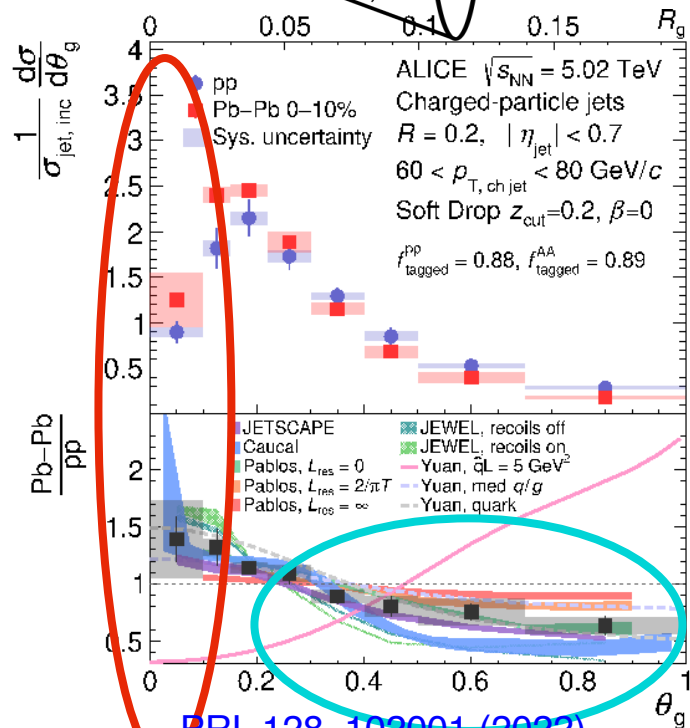 0 0.05 0.1 0.15 R_g
4
3.5
3
2.5
2
1.5
1
0.5
1/σ_jet, inc dσ/dθ_g
pp
Pb−Pb 0−10%
Sys. uncertainty
ALICE √s_NN = 5.02 TeV
Charged-particle jets
R = 0.2, | η_jet | < 0.7
60 < p_T, ch jet < 80 GeV/c
Soft Drop z_cut=0.2, β=0
f^pp_tagged = 0.88, f^AA_tagged = 0.89
Pb−Pb/pp
2
1.5
1
0.5
JETSCAPE
Caucal
Pablos, L_res = 0
Pablos, L_res = 2/πT
Pablos, L_res = ∞
JEWEL, recoils off
JEWEL, recoils on
Yuan, q̂L = 5 GeV²
Yuan, med q/g
Yuan, quark
0 0.2 0.4 0.6 0.8 1
θ_g